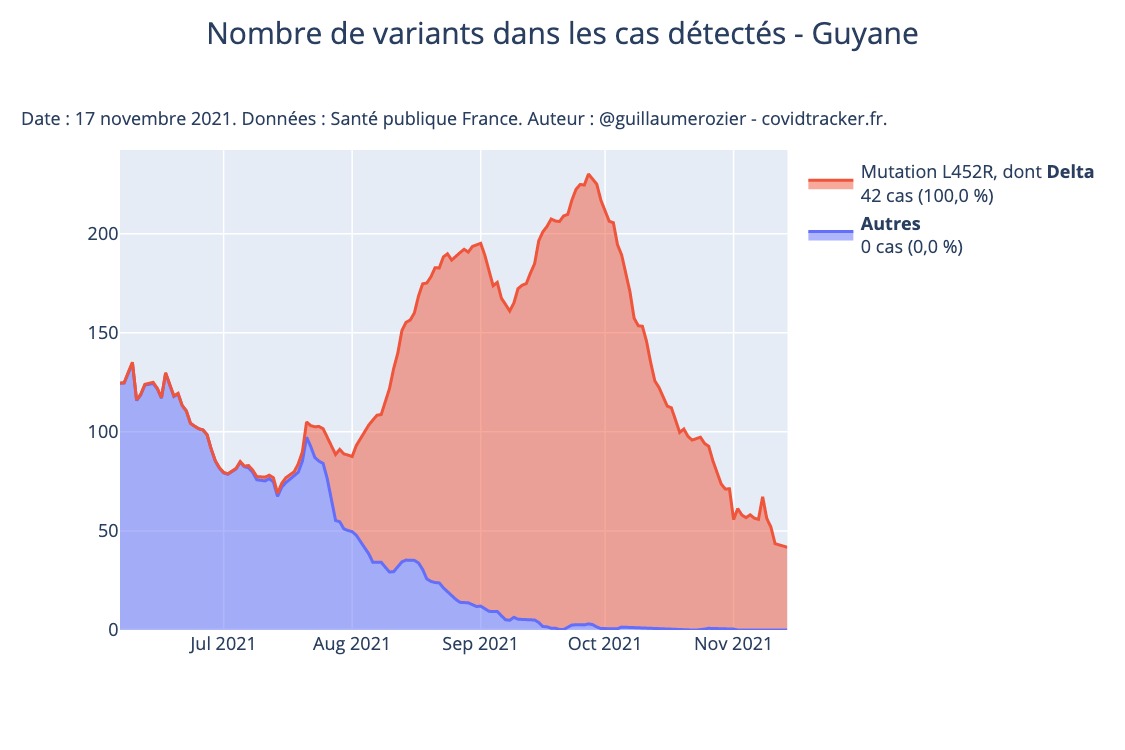 Nombre de variants dans les cas détectés - Guyane
Date : 17 novembre 2021. Données : Santé publique France. Auteur : @guillaumerozier - covidtracker.fr.
Mutation L452R, dont Delta
42 cas (100,0 %)
Autres
0 cas (0,0 %)
200
150
100
50
0
Jul 2021
Aug 2021
Sep 2021
Oct 2021
Nov 2021